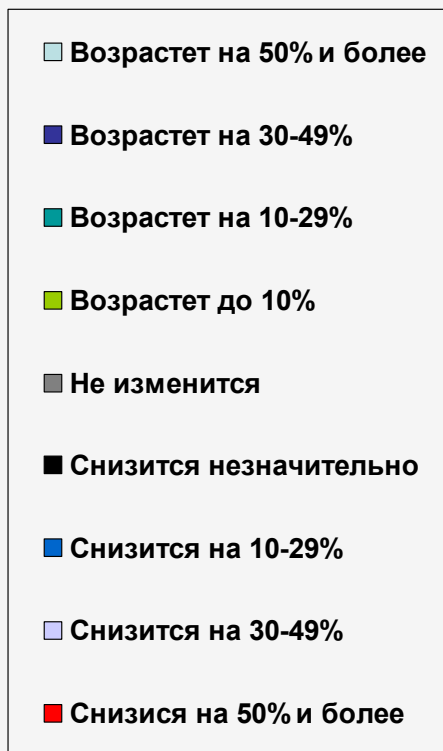 Возрастет на 50% и более
Возрастет на 30-49%
Возрастет на 10-29%
Возрастет до 10%
Не изменится
Снизится незначительно
Снизится на 10-29%
Снизится на 30-49%
Снизися на 50% и более